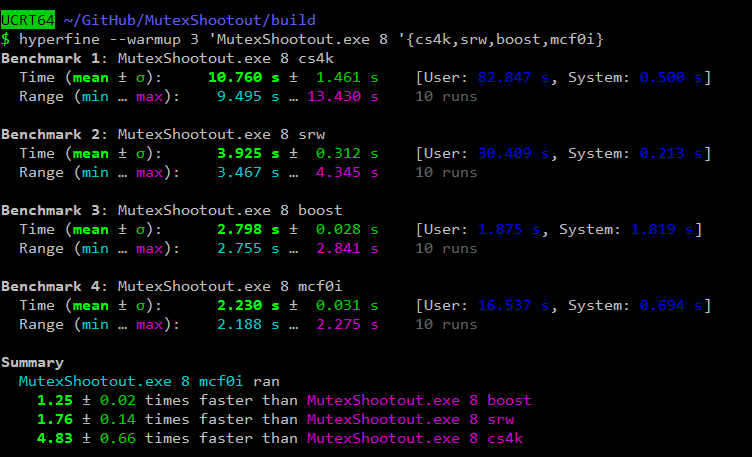 UCRT64 ~/GitHub/MutexShootout/build
$ hyperfine --warmup 3 'MutexShootout.exe 8 '{cs4k,srw,boost,mcf0i}
Benchmark 1: MutexShootout.exe 8 cs4k
Time (mean ± σ): 10.760 s ± 1.461 s [User: 82.847 s, System: 0.500 s]
Range (min … max): 9.495 s … 13.430 s 10 runs
Benchmark 2: MutexShootout.exe 8 srw
Time (mean ± σ): 3.925 s ± 0.312 s [User: 30.409 s, System: 0.213 s]
Range (min … max): 3.467 s … 4.345 s 10 runs
Benchmark 3: MutexShootout.exe 8 boost
Time (mean ± σ): 2.798 s ± 0.028 s [User: 1.875 s, System: 1.819 s]
Range (min … max): 2.755 s … 2.841 s 10 runs
Benchmark 4: MutexShootout.exe 8 mcf0i
Time (mean ± σ): 2.230 s ± 0.031 s [User: 16.537 s, System: 0.694 s]
Range (min … max): 2.188 s … 2.275 s 10 runs
Summary
MutexShootout.exe 8 mcf0i ran
1.25 ± 0.02 times faster than MutexShootout.exe 8 boost
1.76 ± 0.14 times faster than MutexShootout.exe 8 srw
4.83 ± 0.66 times faster than MutexShootout.exe 8 cs4k